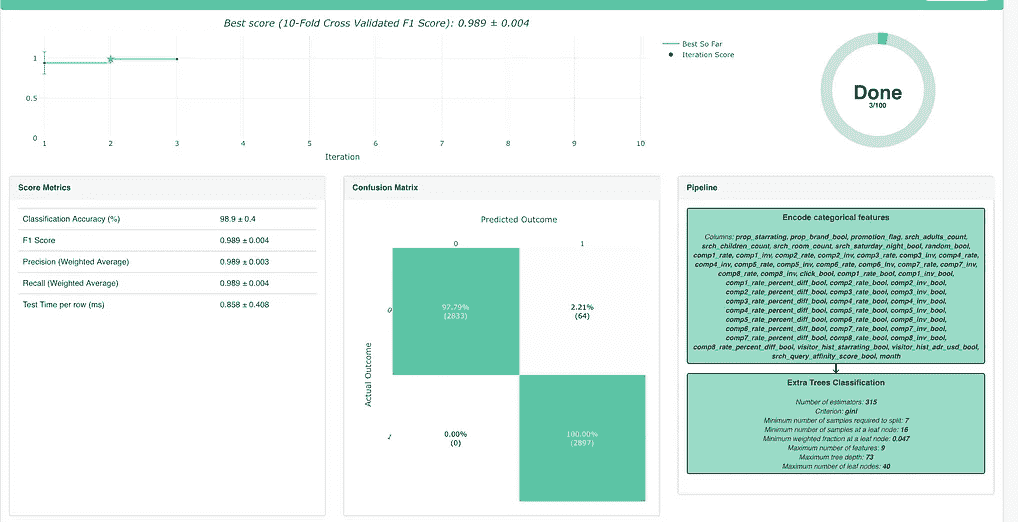 Best score (10-Fold Cross Validated F1 Score): 0.989 ± 0.004
Best So Far
Iteration Score
1
0.5
0
1 2 3 4 5 6 7 8 9 10
Iteration
Done
3/100
Score Metrics
Classification Accuracy (%) 98.9 ± 0.4
F1 Score 0.989 ± 0.004
Precision (Weighted Average) 0.989 ± 0.003
Recall (Weighted Average) 0.989 ± 0.004
Test Time per row (ms) 0.858 ± 0.408
Confusion Matrix
Predicted Outcome
0 1
Actual Outcome
0
97.79%
(2833)
2.21%
(64)
1
0.00%
(0)
100.00%
(2897)
Pipeline
Encode categorical features
Columns: prop_starrating, prop_brand_bool, promotion_flag, srch_adults_count,
srch_children_count, srch_room_count, srch_saturday_night_bool, random_bool,
comp1_rate, comp1_inv, comp2_rate, comp2_inv, comp3_rate, comp3_inv, comp4_rate,
comp4_inv, comp5_rate, comp5_inv, comp6_rate, comp6_inv, comp7_rate, comp7_inv,
comp8_rate, comp8_inv, click_bool, comp1_rate_bool, comp1_inv_bool,
comp1_rate_percent_diff_bool, comp2_rate_bool, comp2_inv_bool,
comp2_rate_percent_diff_bool, comp3_rate_bool, comp3_inv_bool,
comp3_rate_percent_diff_bool, comp4_rate_bool, comp4_inv_bool,
comp4_rate_percent_diff_bool, comp5_rate_bool, comp5_inv_bool,
comp5_rate_percent_diff_bool, comp6_rate_bool, comp6_inv_bool,
comp6_rate_percent_diff_bool, comp7_rate_bool, comp7_inv_bool,
comp7_rate_percent_diff_bool, comp8_rate_bool, comp8_inv_bool,
comp8_rate_percent_diff_bool, visitor_hist_starrating_bool, visitor_hist_adr_usd_bool,
srch_query_affinity_score_bool, month
Extra Trees Classification
Number of estimators: 315
Criterion: gini
Minimum number of samples required to split: 7
Minimum number of samples at a leaf node: 16
Minimum weighted fraction at a leaf node: 0.047
Maximum number of features: 9
Maximum tree depth: 73
Maximum number of leaf nodes: 40